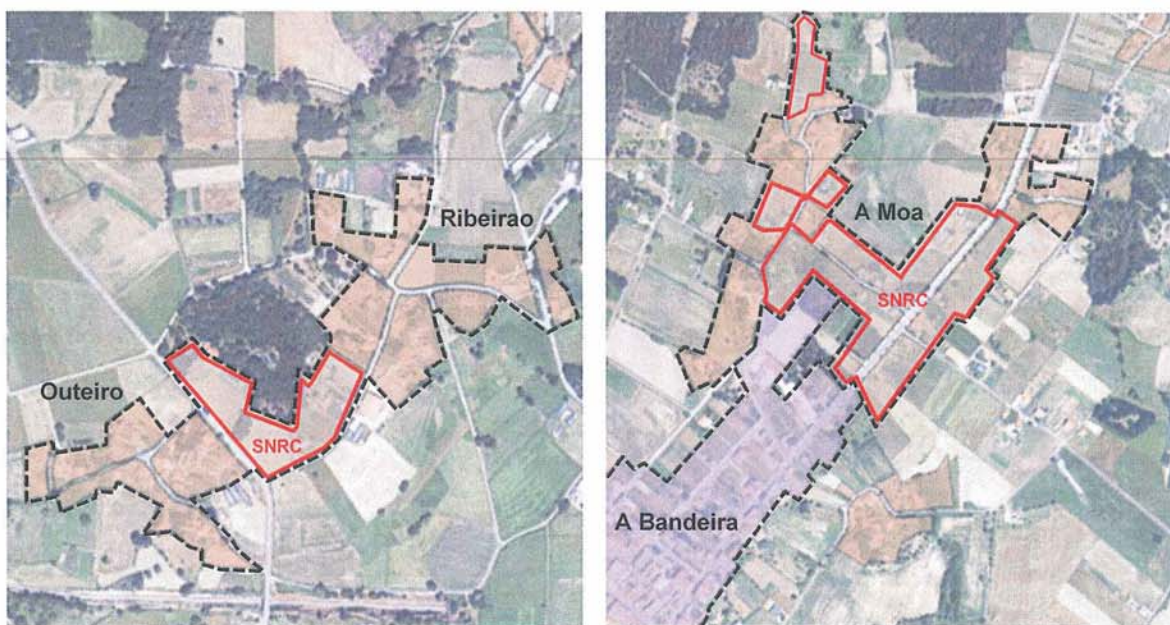 Ribeirao
Outeiro
SNRC
A Moa
SNRC
A Bandeira